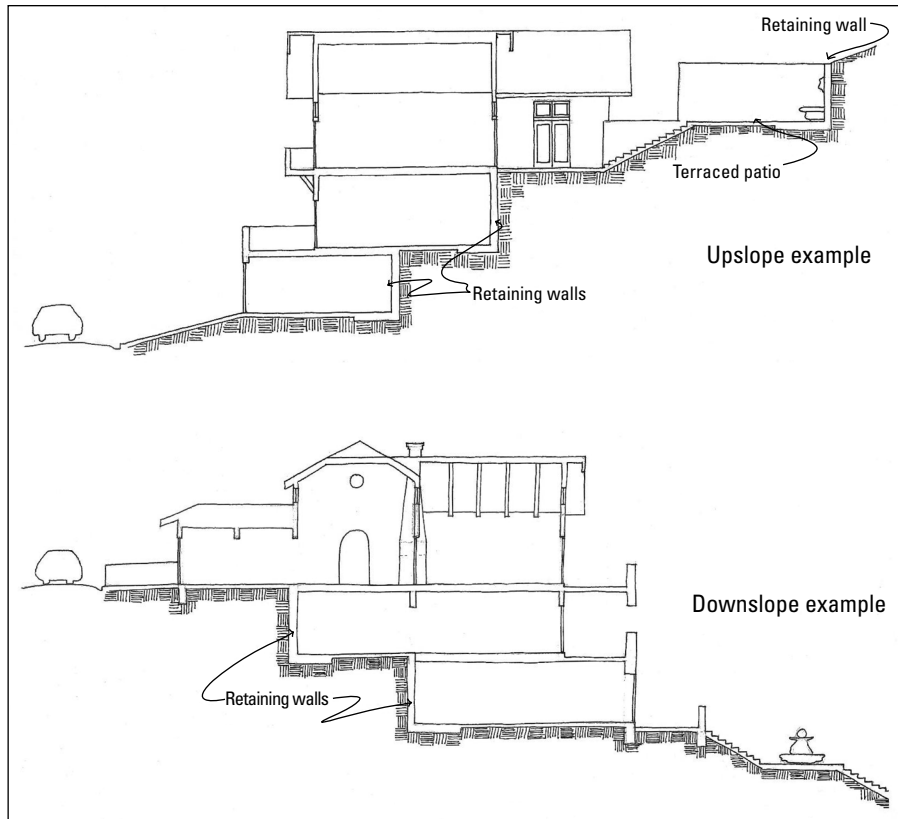 Retaining wall
Terraced patio
Upslope example
Retaining walls
Downslope example
Retaining walls